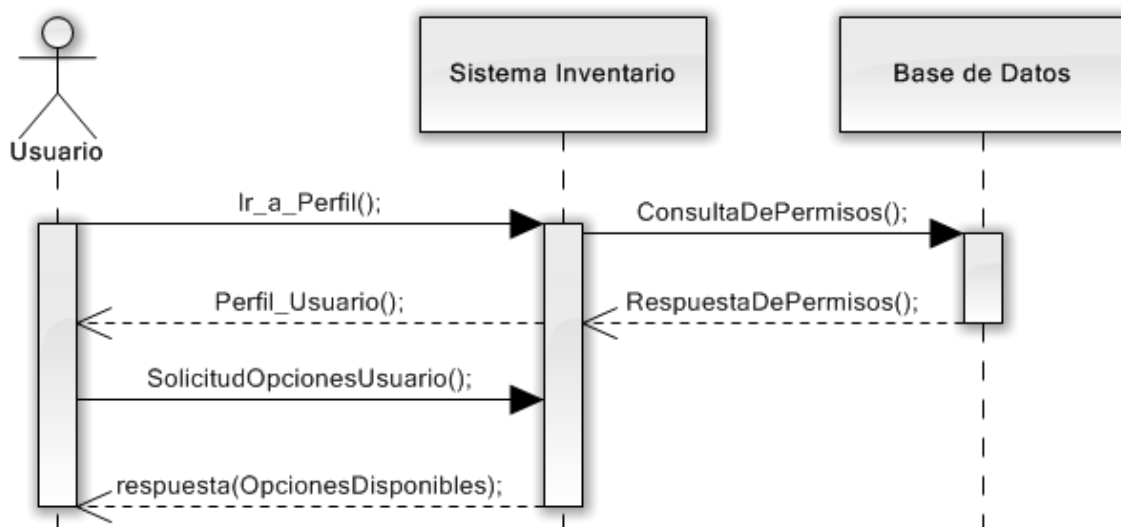 Sistema Inventario
Base de Datos
Usuario
Ir_a_Perfil();
ConsultaDePermisos();
Perfil_Usuario();
RespuestaDePermisos();
SolicitudOpcionesUsuario();
respuesta(OpcionesDisponibles);